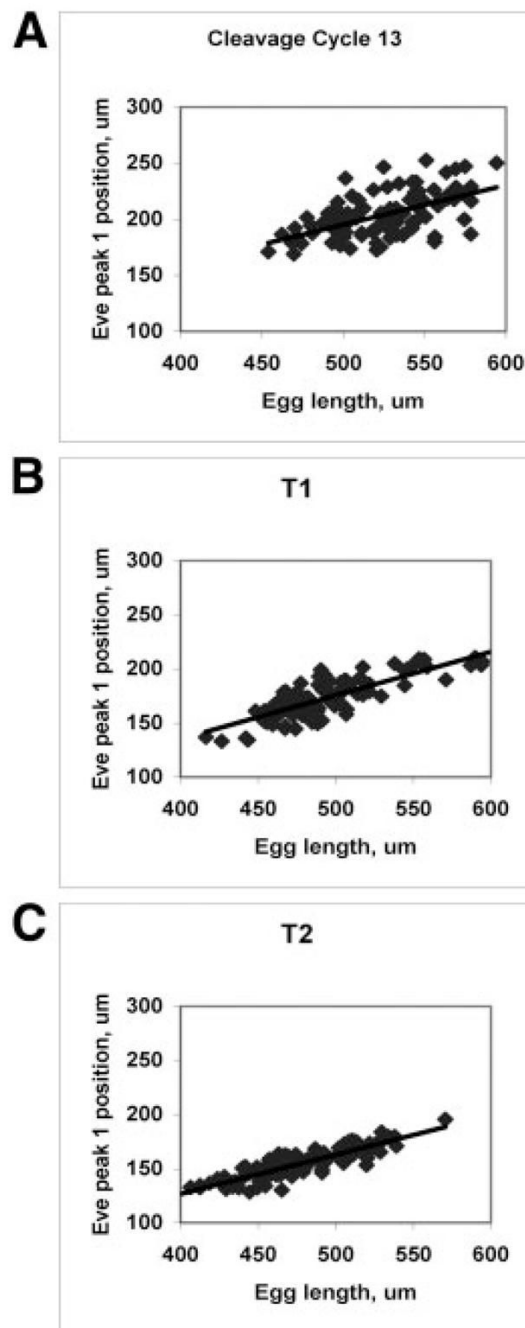 A
Cleavage Cycle 13
Eve peak 1 position, um
300
250
200
150
100
400 450 500 550 600
Egg length, um
B
T1
Eve peak 1 position, um
300
250
200
150
100
400 450 500 550 600
Egg length, um
C
T2
Eve peak 1 position, um
300
250
200
150
100
400 450 500 550 600
Egg length, um